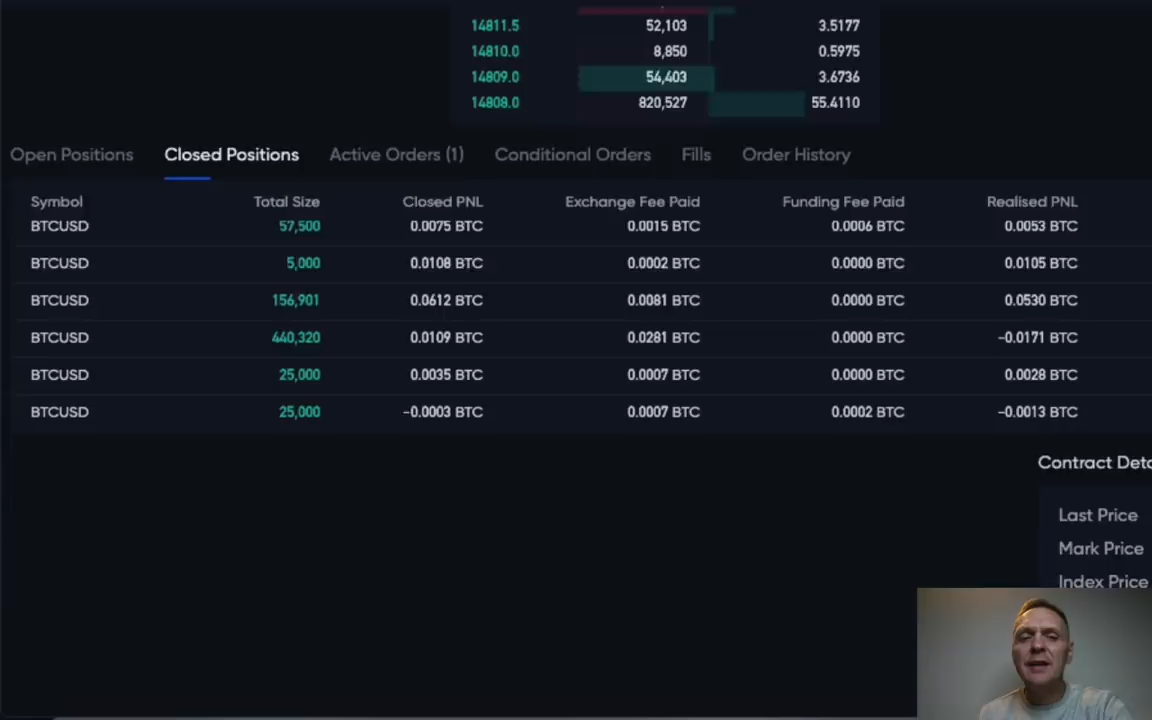 14811.5 52,103 3.5177
14810.0 8,850 0.5975
14809.0 54,403 3.6736
14808.0 820,527 55.4110
Open Positions Closed Positions Active Orders (1) Conditional Orders Fills Order History
Symbol Total Size Closed PNL Exchange Fee Paid Funding Fee Paid Realised PNL
BTCUSD 57,500 0.0075 BTC 0.0015 BTC 0.0006 BTC 0.0053 BTC
BTCUSD 5,000 0.0108 BTC 0.0002 BTC 0.0000 BTC 0.0105 BTC
BTCUSD 156,901 0.0612 BTC 0.0081 BTC 0.0000 BTC 0.0530 BTC
BTCUSD 440,320 0.0109 BTC 0.0281 BTC 0.0000 BTC −0.0171 BTC
BTCUSD 25,000 0.0035 BTC 0.0007 BTC 0.0000 BTC 0.0028 BTC
BTCUSD 25,000 −0.0003 BTC 0.0007 BTC 0.0002 BTC −0.0013 BTC
Contract Deta
Last Price
Mark Price
Index Price